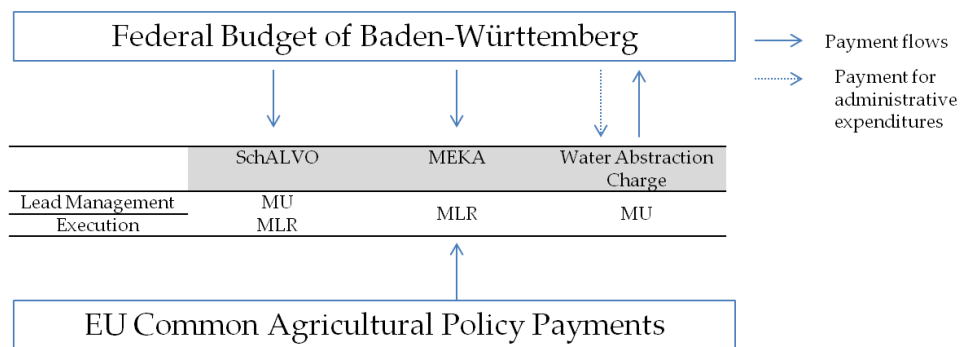 Federal Budget of Baden-Württemberg
Payment flows
Payment for
administrative
expenditures
SchALVO MEKA Water Abstraction
Charge
Lead Management MU
MLR MU
Execution MLR
EU Common Agricultural Policy Payments